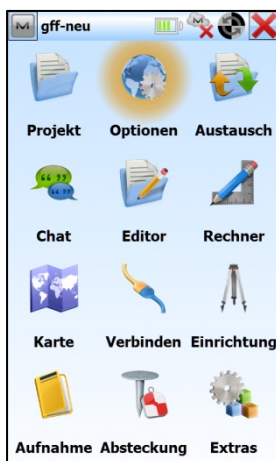 gff-neu
Projekt Optionen Austausch
Chat Editor Rechner
Karte Verbinden Einrichtung
Aufnahme Absteckung Extras